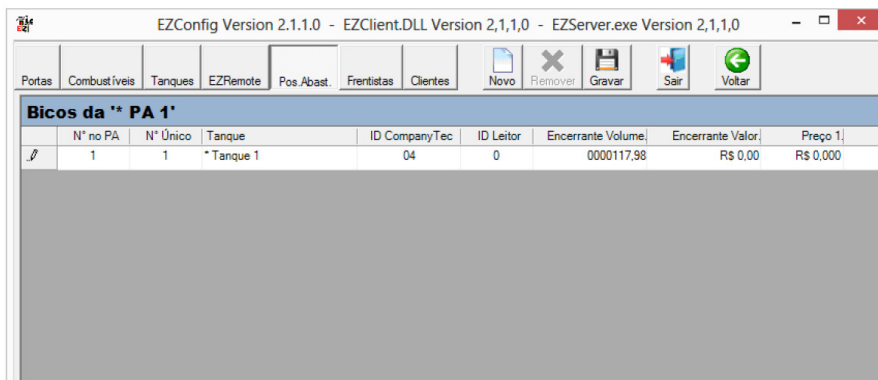 EZConfig Version 2.1.1.0 - EZClient.DLL Version 2,1,1,0 - EZServer.exe Version 2,1,1,0
Portas Combustíveis Tanques EZRemote Pos.Abast. Frentistas Clientes Novo Remover Gravar Sair Voltar
Bicos da '* PA 1'
N° no PA N° Único Tanque ID CompanyTec ID Leitor Encerrante Volume. Encerrante Valor. Preço 1.
1 1 * Tanque 1 04 0 0000117,98 R$ 0,00 R$ 0,000